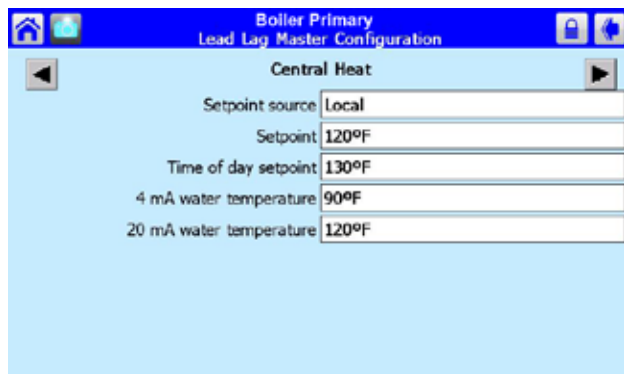 Boiler Primary
Lead Lag Master Configuration
Central Heat
Setpoint source Local
Setpoint 120ºF
Time of day setpoint 130ºF
4 mA water temperature 90ºF
20 mA water temperature 120ºF